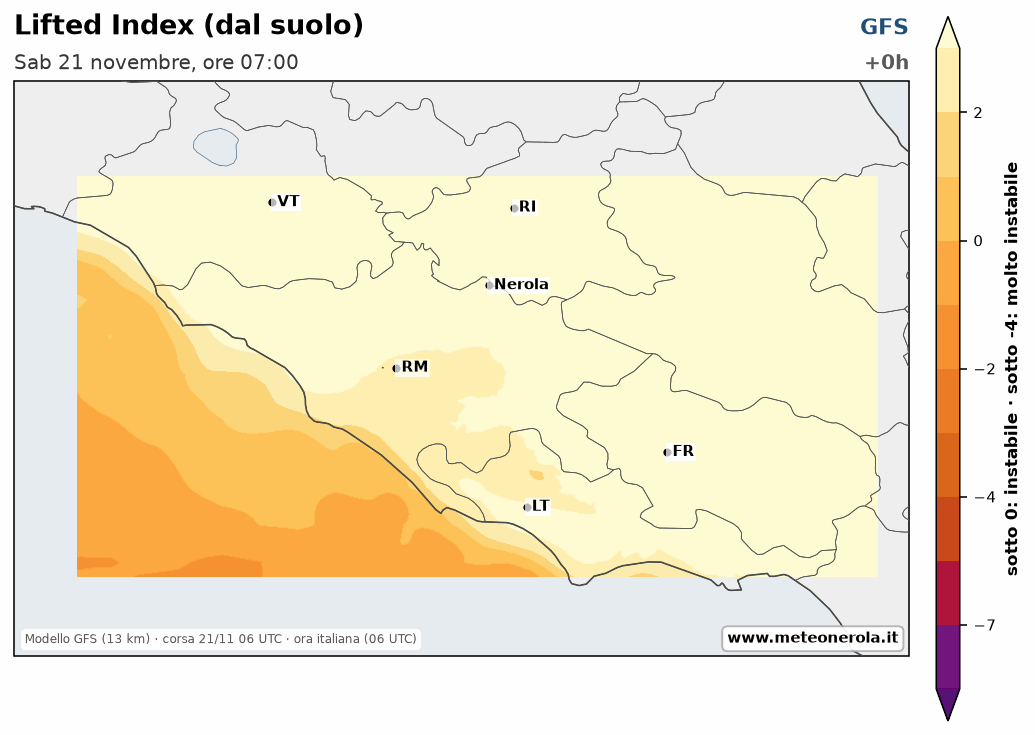 Lifted Index (dal suolo)
GFS
Sab 21 novembre, ore 07:00
+0h
VT
RI
Nerola
RM
FR
LT
2
0
−2
−4
−7
sotto 0: instabile · sotto -4: molto instabile
Modello GFS (13 km) · corsa 21/11 06 UTC · ora italiana (06 UTC)
www.meteonerola.it